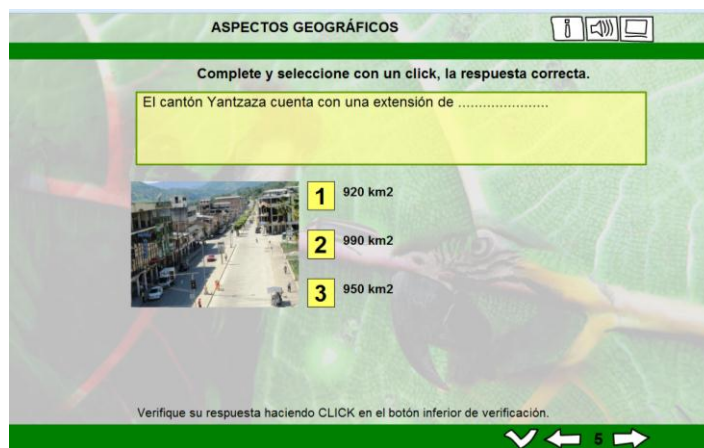 ASPECTOS GEOGRÁFICOS
Complete y seleccione con un click, la respuesta correcta.
El cantón Yantzaza cuenta con una extensión de ......................
1 920 km2
2 990 km2
3 950 km2
Verifique su respuesta haciendo CLICK en el botón inferior de verificación.
5